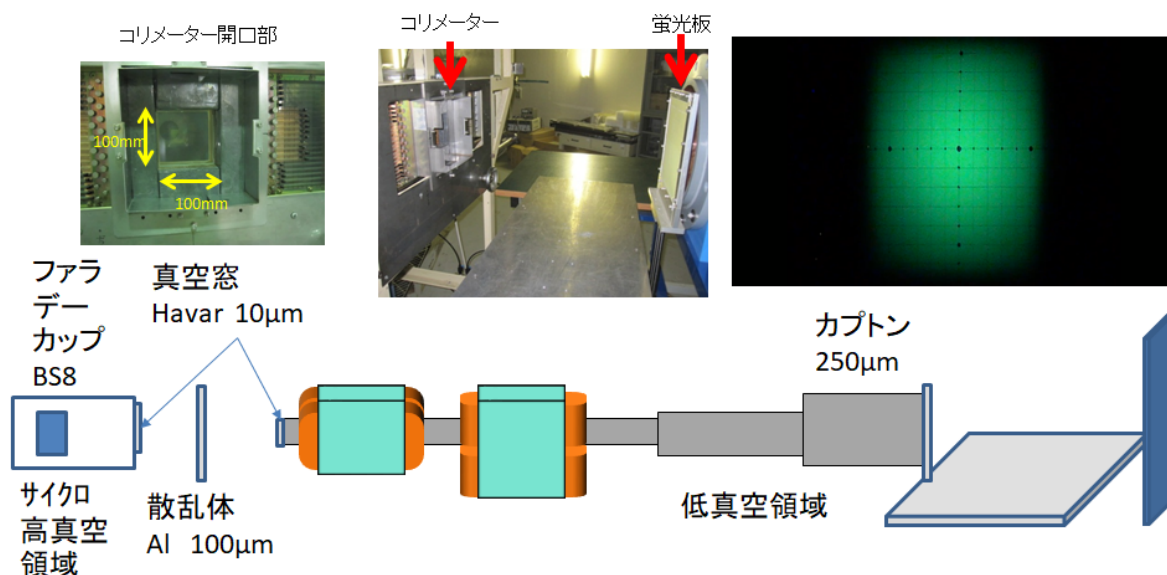 コリメーター開口部
コリメーター
蛍光板
100mm
100mm
ファラ
デー
カップ
BS8
真空窓
Havar 10μm
カプトン
250μm
サイクロ
高真空
領域
散乱体
Al 100μm
低真空領域